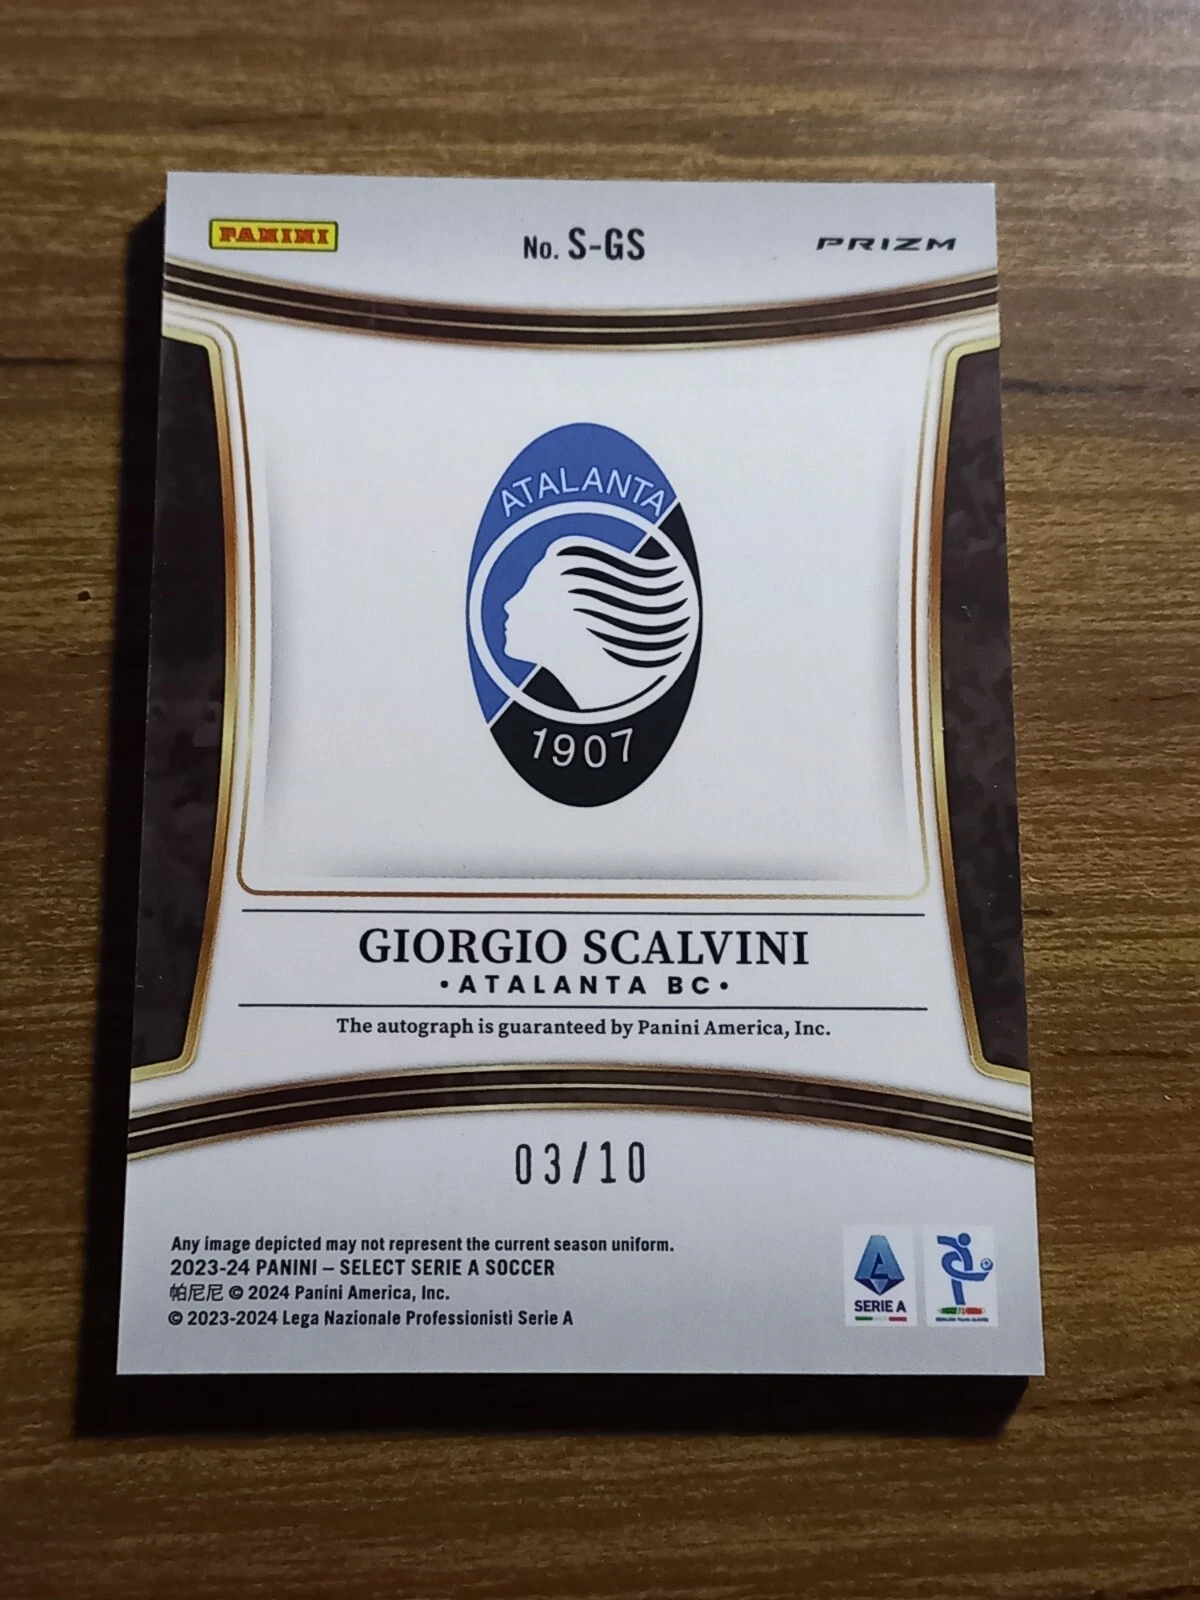 PANINI
No. S-GS
PRIZM
ATALANTA
1907
GIORGIO SCALVINI
•ATALANTA BC•
The autograph is guaranteed by Panini America, Inc.
03/10
Any image depicted may not represent the current season uniform.
2023-24 PANINI – SELECT SERIE A SOCCER
帕尼尼 © 2024 Panini America, Inc.
© 2023-2024 Lega Nazionale Professionisti Serie A
SERIE A